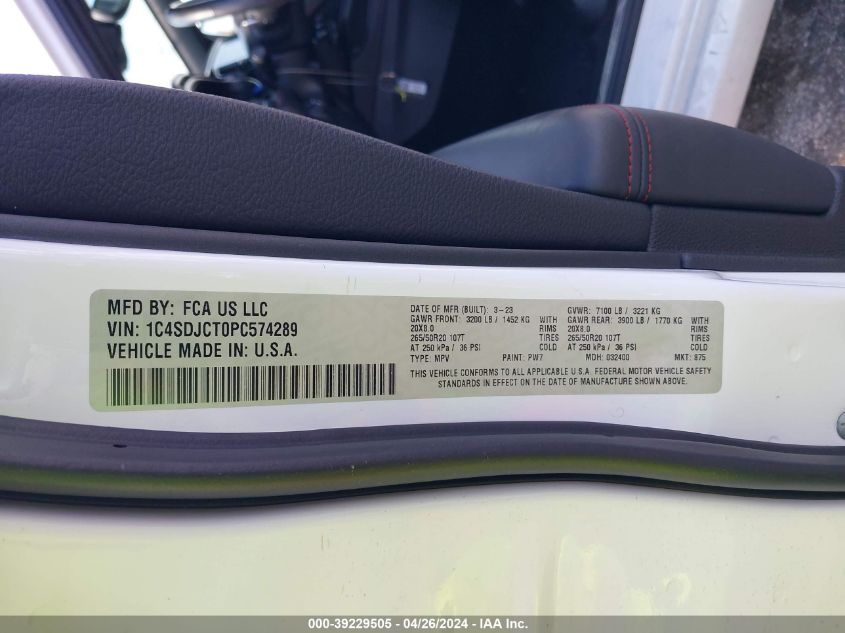 MFD BY: FCA US LLC
VIN: 1C4SDJCT0PC574289
VEHICLE MADE IN: U.S.A.
DATE OF MFR (BUILT): 3-23 GVWR: 7100 LB / 3221 KG
GAWR FRONT: 3200 LB / 1452 KG GAWR REAR: 3900 LB / 1770 KG
20X8.0 RIMS 20X8.0 RIMS
265/50R20 107T TIRES 265/50R20 107T TIRES
AT 250 kPa / 36 PSI COLD AT 250 kPa / 36 PSI COLD
TYPE: MPV PAINT: PW7 MDH: 032400 MKT: 875
THIS VEHICLE CONFORMS TO ALL APPLICABLE U.S.A. FEDERAL MOTOR VEHICLE SAFETY
STANDARDS IN EFFECT ON THE DATE OF MANUFACTURE SHOWN ABOVE.
000-39229505 - 04/26/2024 - IAA Inc.